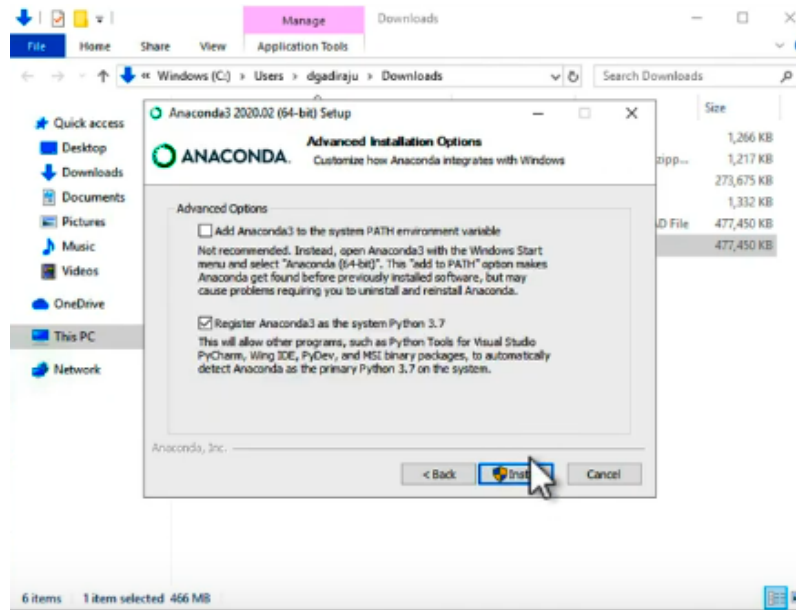 Manage
Downloads
File
Home
Share
View
Application Tools
« Windows (C:) › Users › dgadiraju › Downloads
Search Downloads
Quick access
Desktop
Downloads
Documents
Pictures
Music
Videos
OneDrive
This PC
Network
Size
1,266 KB
zipp...
1,217 KB
273,675 KB
1,332 KB
D File
477,450 KB
477,450 KB
Anaconda3 2020.02 (64-bit) Setup
ANACONDA.
Advanced Installation Options
Customize how Anaconda integrates with Windows
Advanced Options
Add Anaconda3 to the system PATH environment variable
Not recommended. Instead, open Anaconda3 with the Windows Start
menu and select "Anaconda (64-bit)". This "add to PATH" option makes
Anaconda get found before previously installed software, but may
cause problems requiring you to uninstall and reinstall Anaconda.
Register Anaconda3 as the system Python 3.7
This will allow other programs, such as Python Tools for Visual Studio
PyCharm, Wing IDE, PyDev, and MSI binary packages, to automatically
detect Anaconda as the primary Python 3.7 on the system.
Anaconda, Inc.
< Back
Inst
Cancel
6 items
1 item selected 466 MB